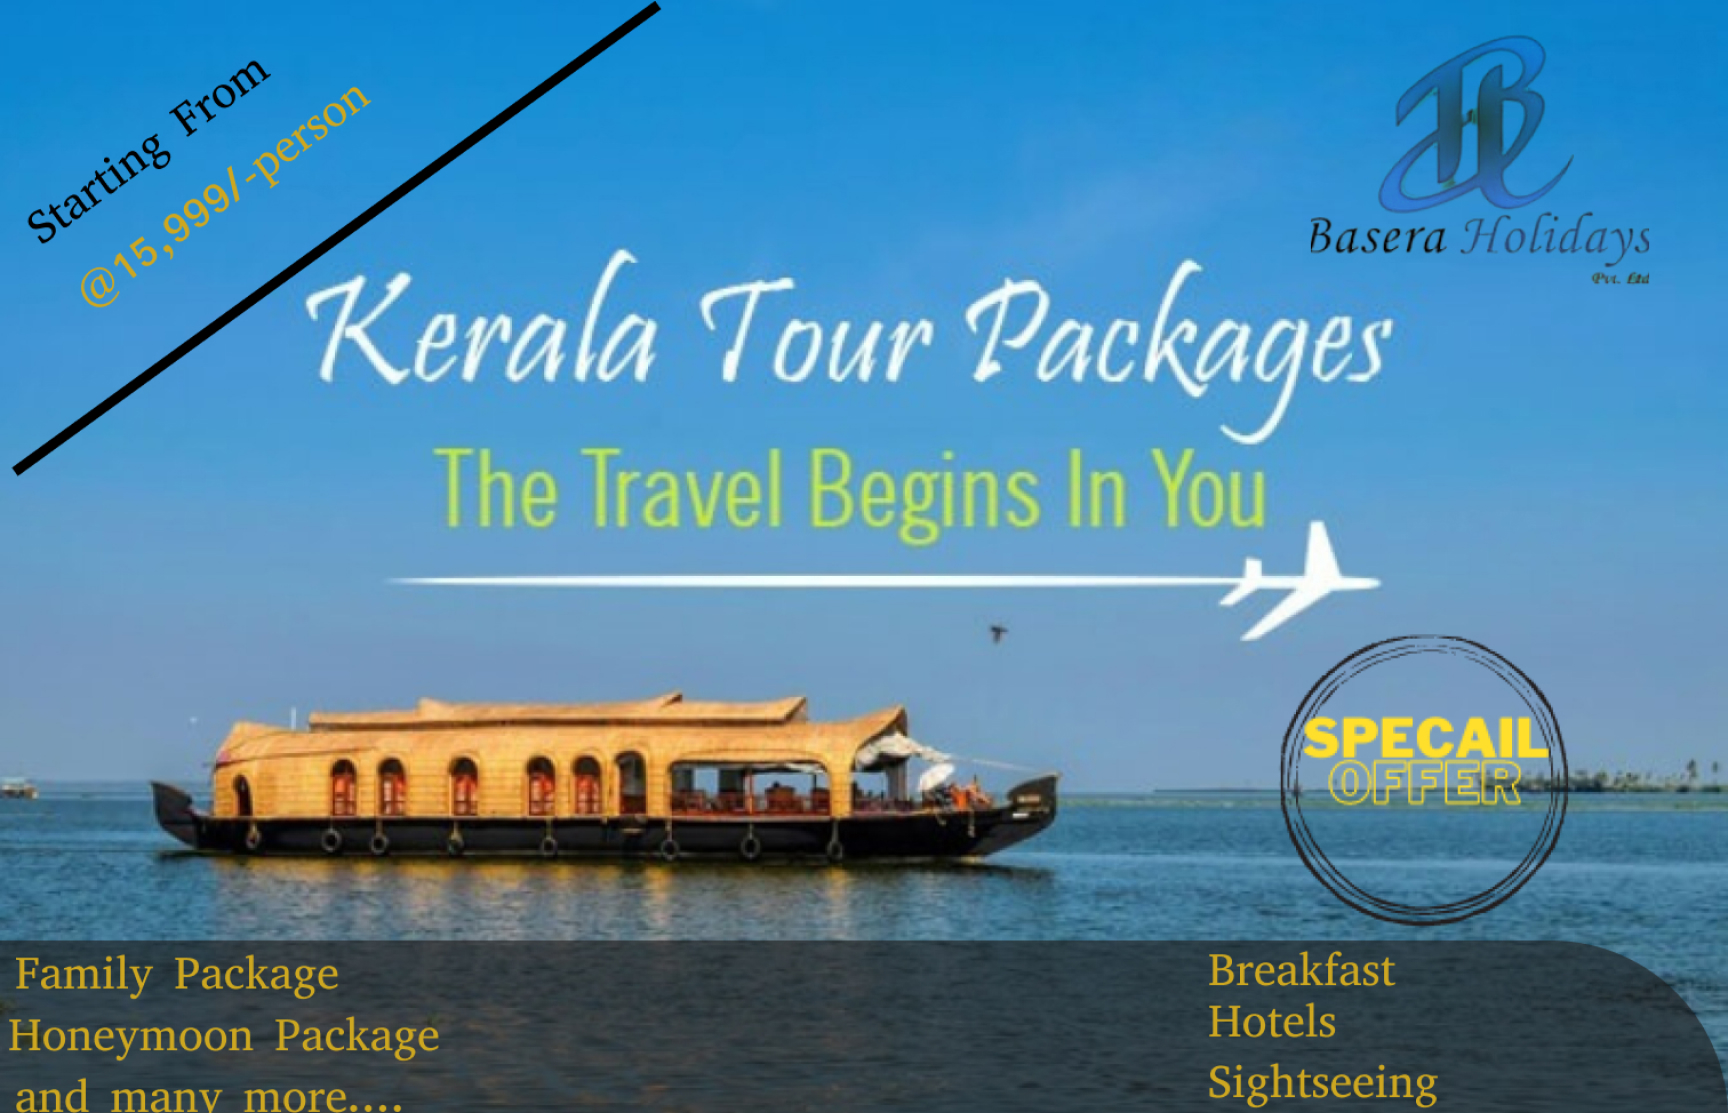 Starting From
@15,999/-person
Basera Holidays
Pvt. Ltd
Kerala Tour Packages
The Travel Begins In You
SPECAIL
OFFER
Family Package
Honeymoon Package
and many more....
Breakfast
Hotels
Sightseeing